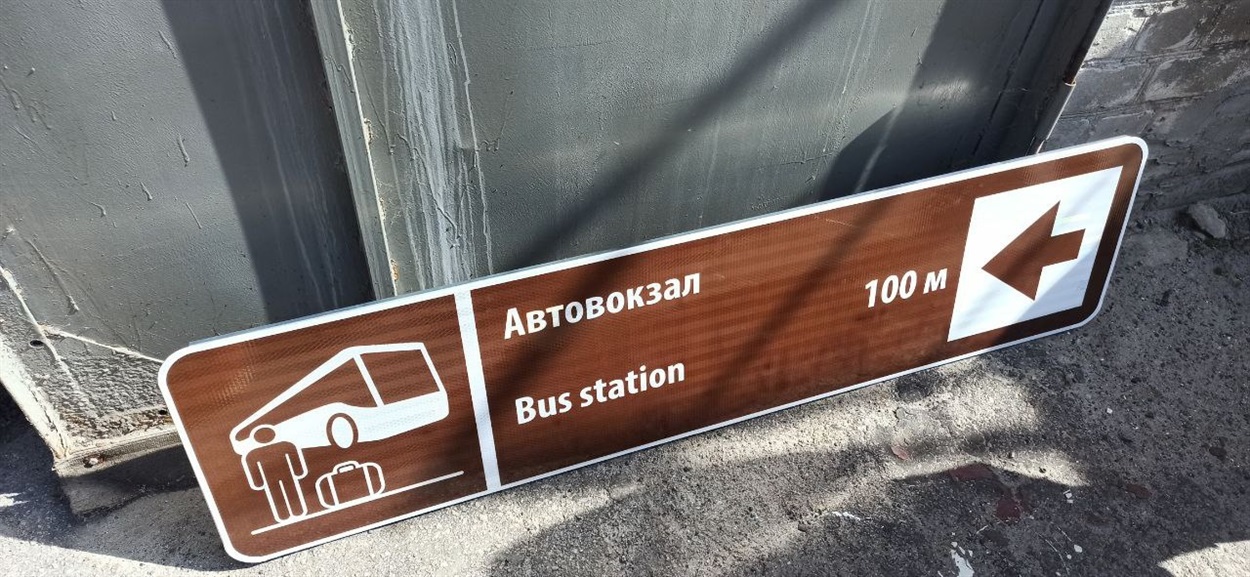 Автовокзал
100 м
Bus station